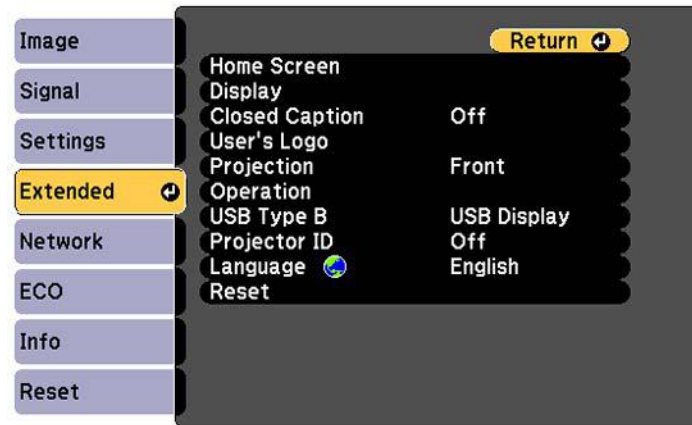 Image
Signal
Settings
Extended
Network
ECO
Info
Reset
Return
Home Screen
Display
Closed Caption Off
User's Logo
Projection Front
Operation
USB Type B USB Display
Projector ID Off
Language English
Reset